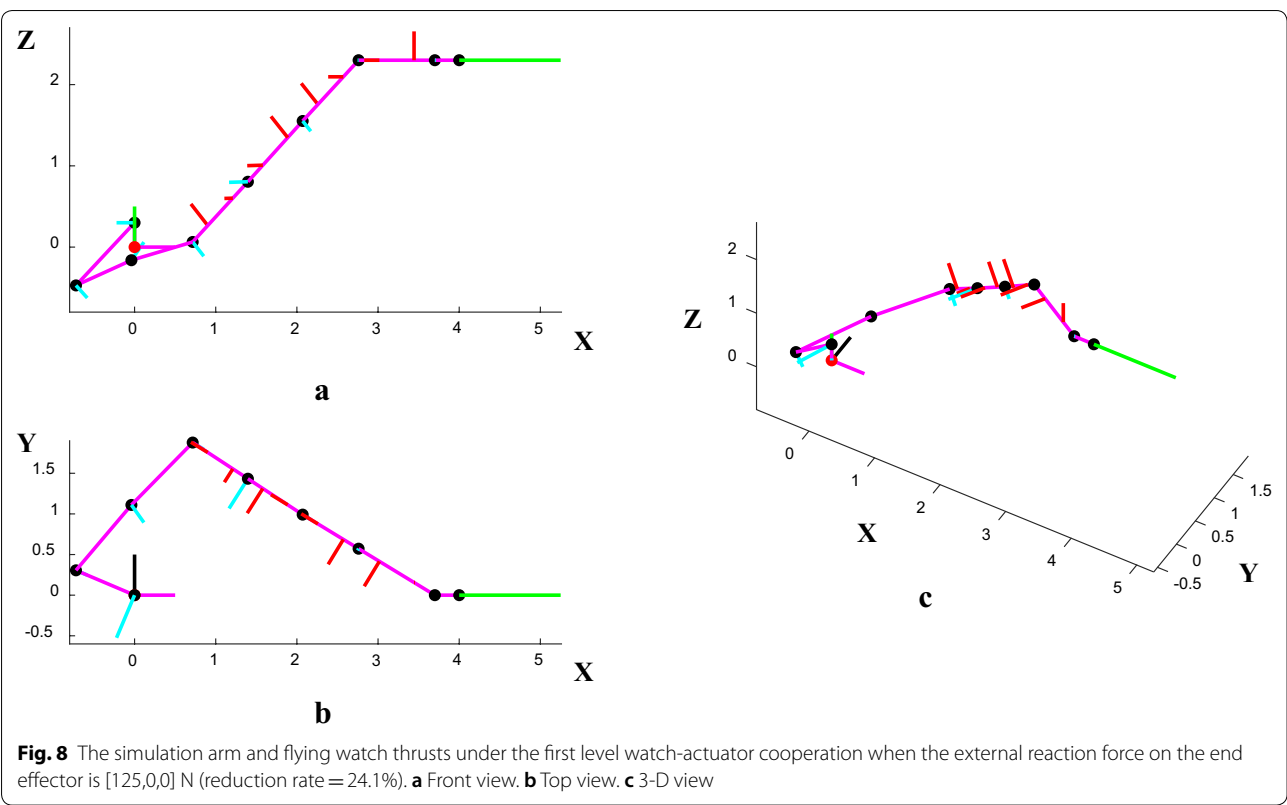 Z
2
1
0
0 1 2 3 4 5
X
a
Y
1.5
1
0.5
0
-0.5
0 1 2 3 4 5
X
b
2
1
0
Z
0
1
2
3
4
5
X
1.5
1
0.5
0
-0.5
Y
c
Fig. 8 The simulation arm and flying watch thrusts under the first level watch-actuator cooperation when the external reaction force on the end
effector is [125,0,0] N (reduction rate = 24.1%). a Front view. b Top view. c 3-D view